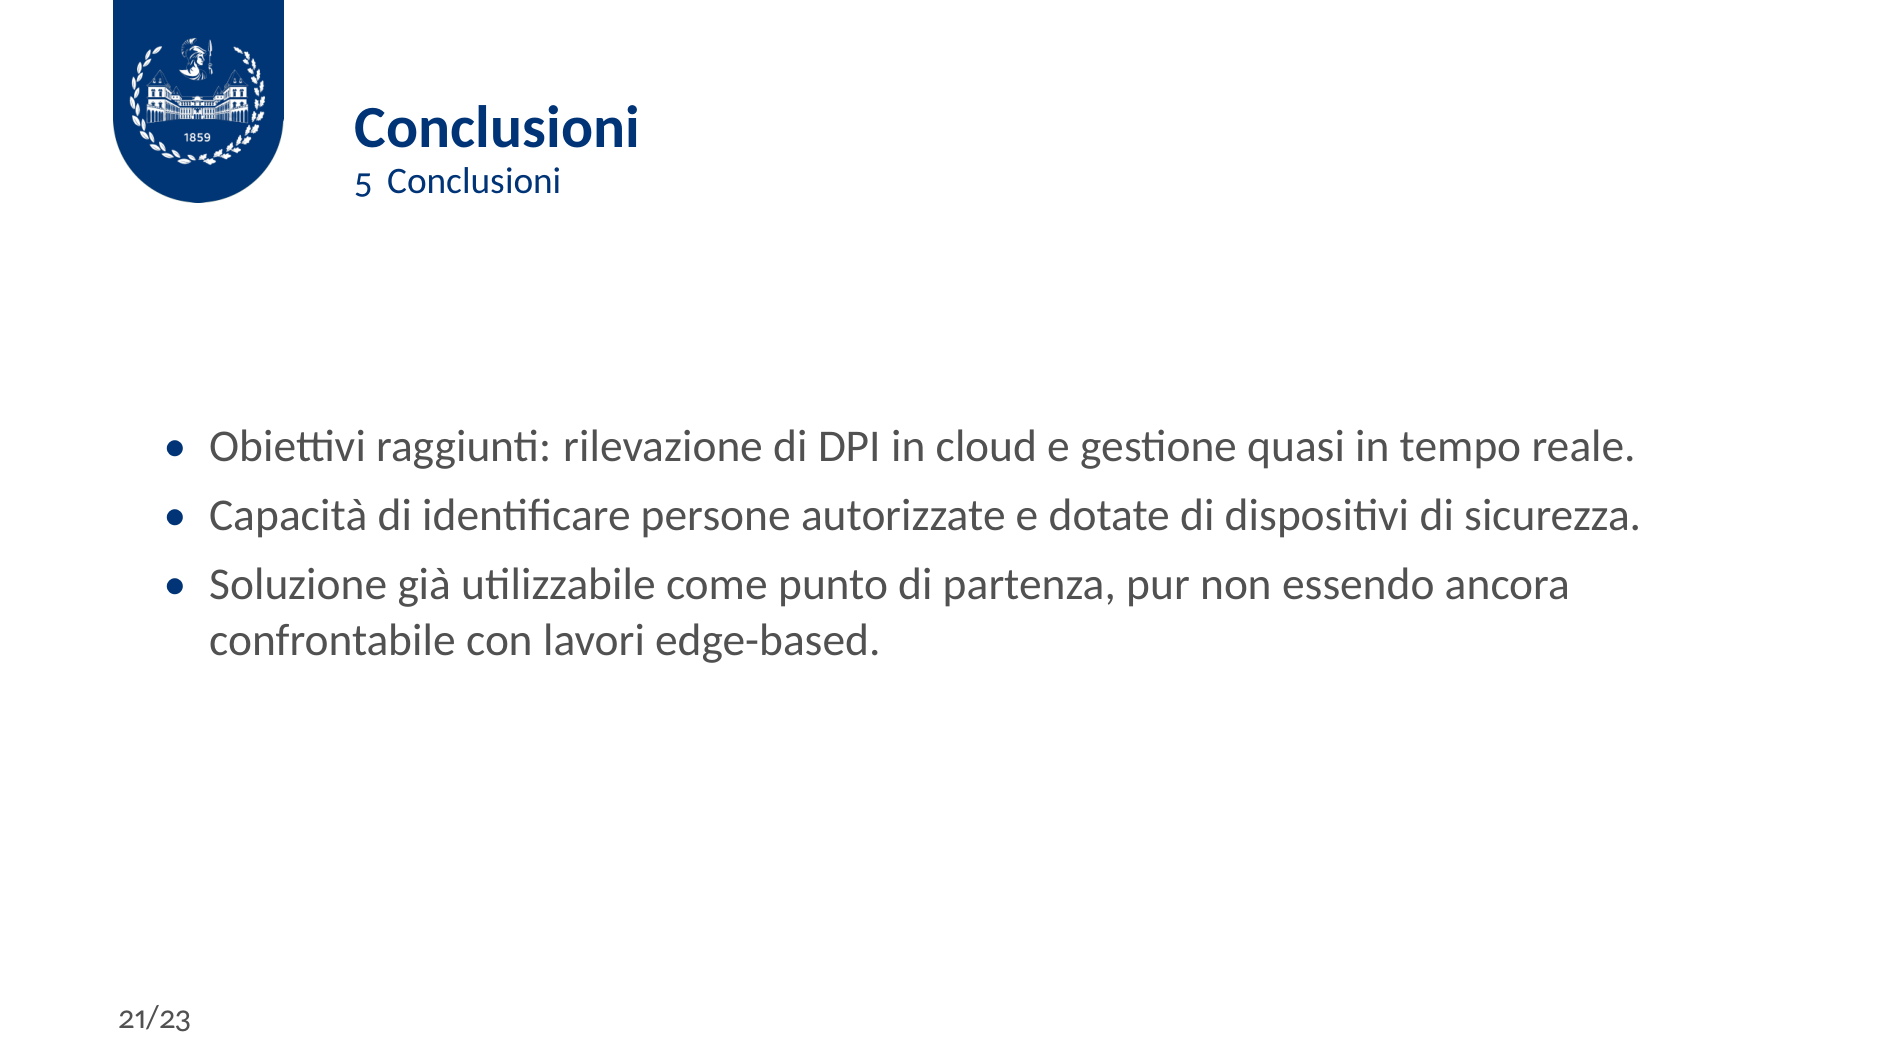 1859
Conclusioni
5 Conclusioni
• Obiettivi raggiunti: rilevazione di DPI in cloud e gestione quasi in tempo reale.
• Capacità di identificare persone autorizzate e dotate di dispositivi di sicurezza.
• Soluzione già utilizzabile come punto di partenza, pur non essendo ancora
confrontabile con lavori edge-based.
21/23